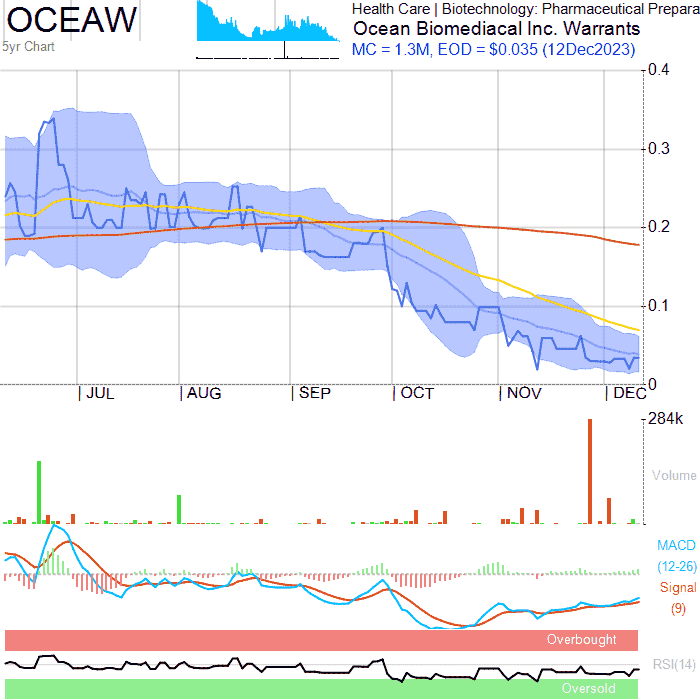 OCEAW
5yr Chart
Health Care | Biotechnology: Pharmaceutical Prepara
Ocean Biomediacal Inc. Warrants
MC = 1.3M, EOD = $0.035 (12Dec2023)
0.4
0.3
0.2
0.1
0
JUL
AUG
SEP
OCT
NOV
DEC
284k
Volume
MACD
(12-26)
Signal
(9)
Overbought
RSI(14)
Oversold